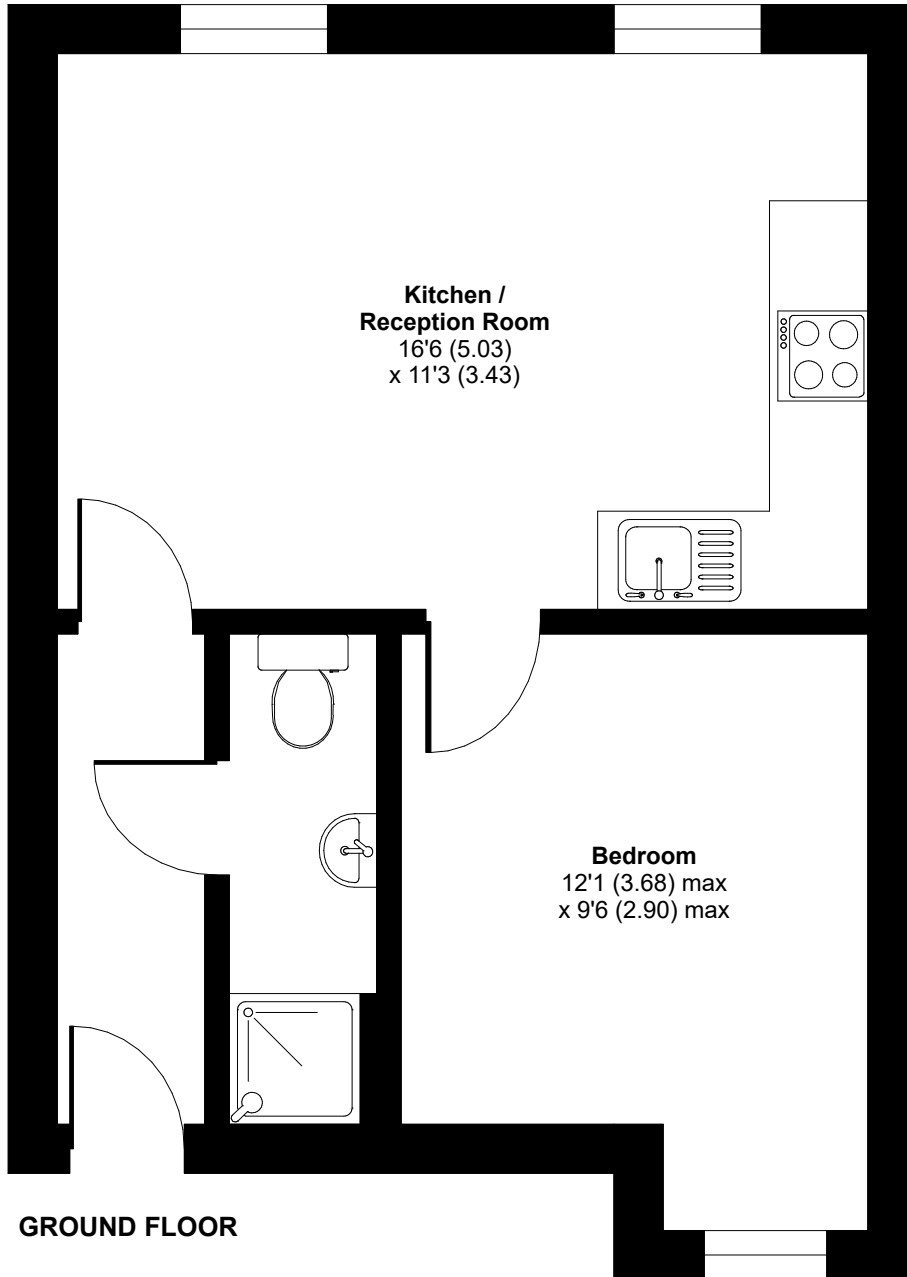 Kitchen /
Reception Room
16'6 (5.03)
x 11'3 (3.43)
Bedroom
12'1 (3.68) max
x 9'6 (2.90) max
GROUND FLOOR